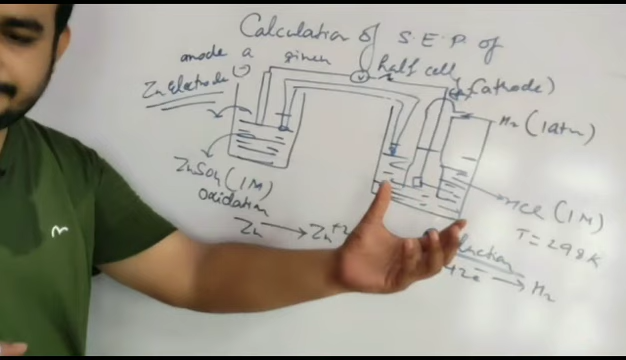 Calculation of S.E.P. of
a given half cell
anode
(-)
Zn Electrode
(Cathode)
V
H2 (1atm)
ZnSO4 (1M)
HCl (1M)
T = 298K
Oxidation
Zn → Zn+2
+2e → H2